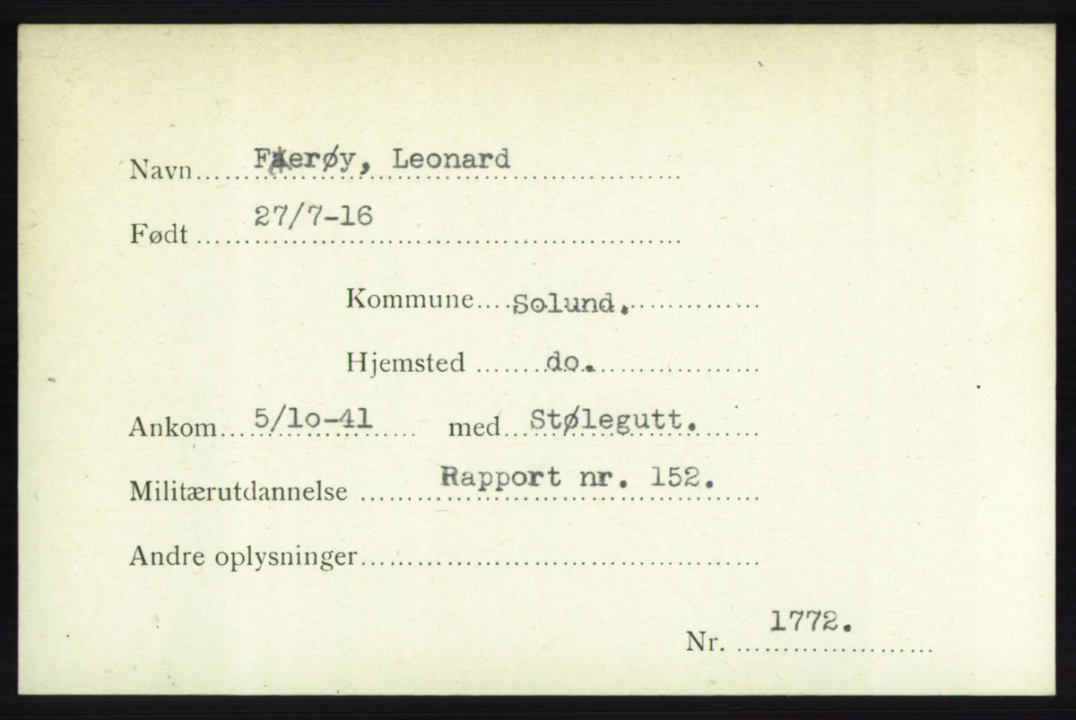 Navn Færøy, Leonard
Født 27/7-16
Kommune Solund.
Hjemsted do.
Ankom 5/1o-41 med Stølegutt.
Militærutdannelse Rapport nr. 152.
Andre oplysninger
Nr. 1772.